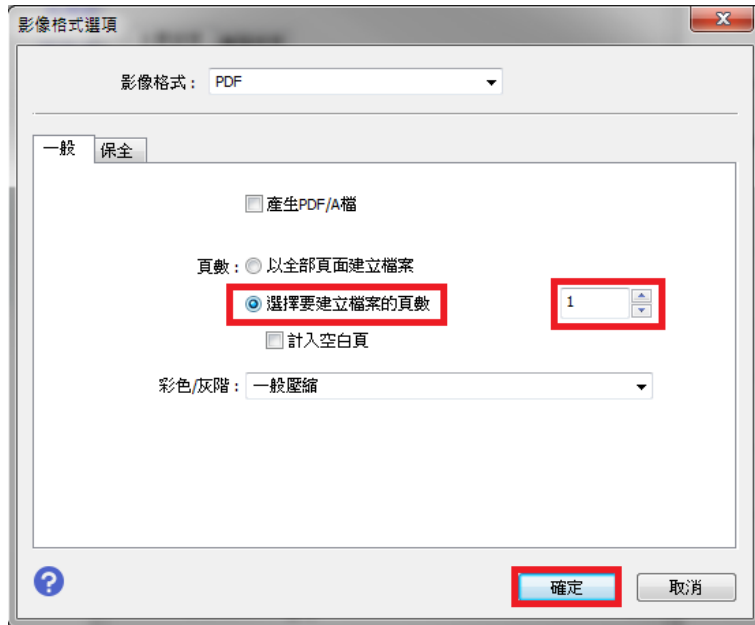 影像格式選項
影像格式： PDF
一般 保全
產生PDF/A檔
頁數： 以全部頁面建立檔案
選擇要建立檔案的頁數 1
計入空白頁
彩色/灰階： 一般壓縮
?
確定 取消